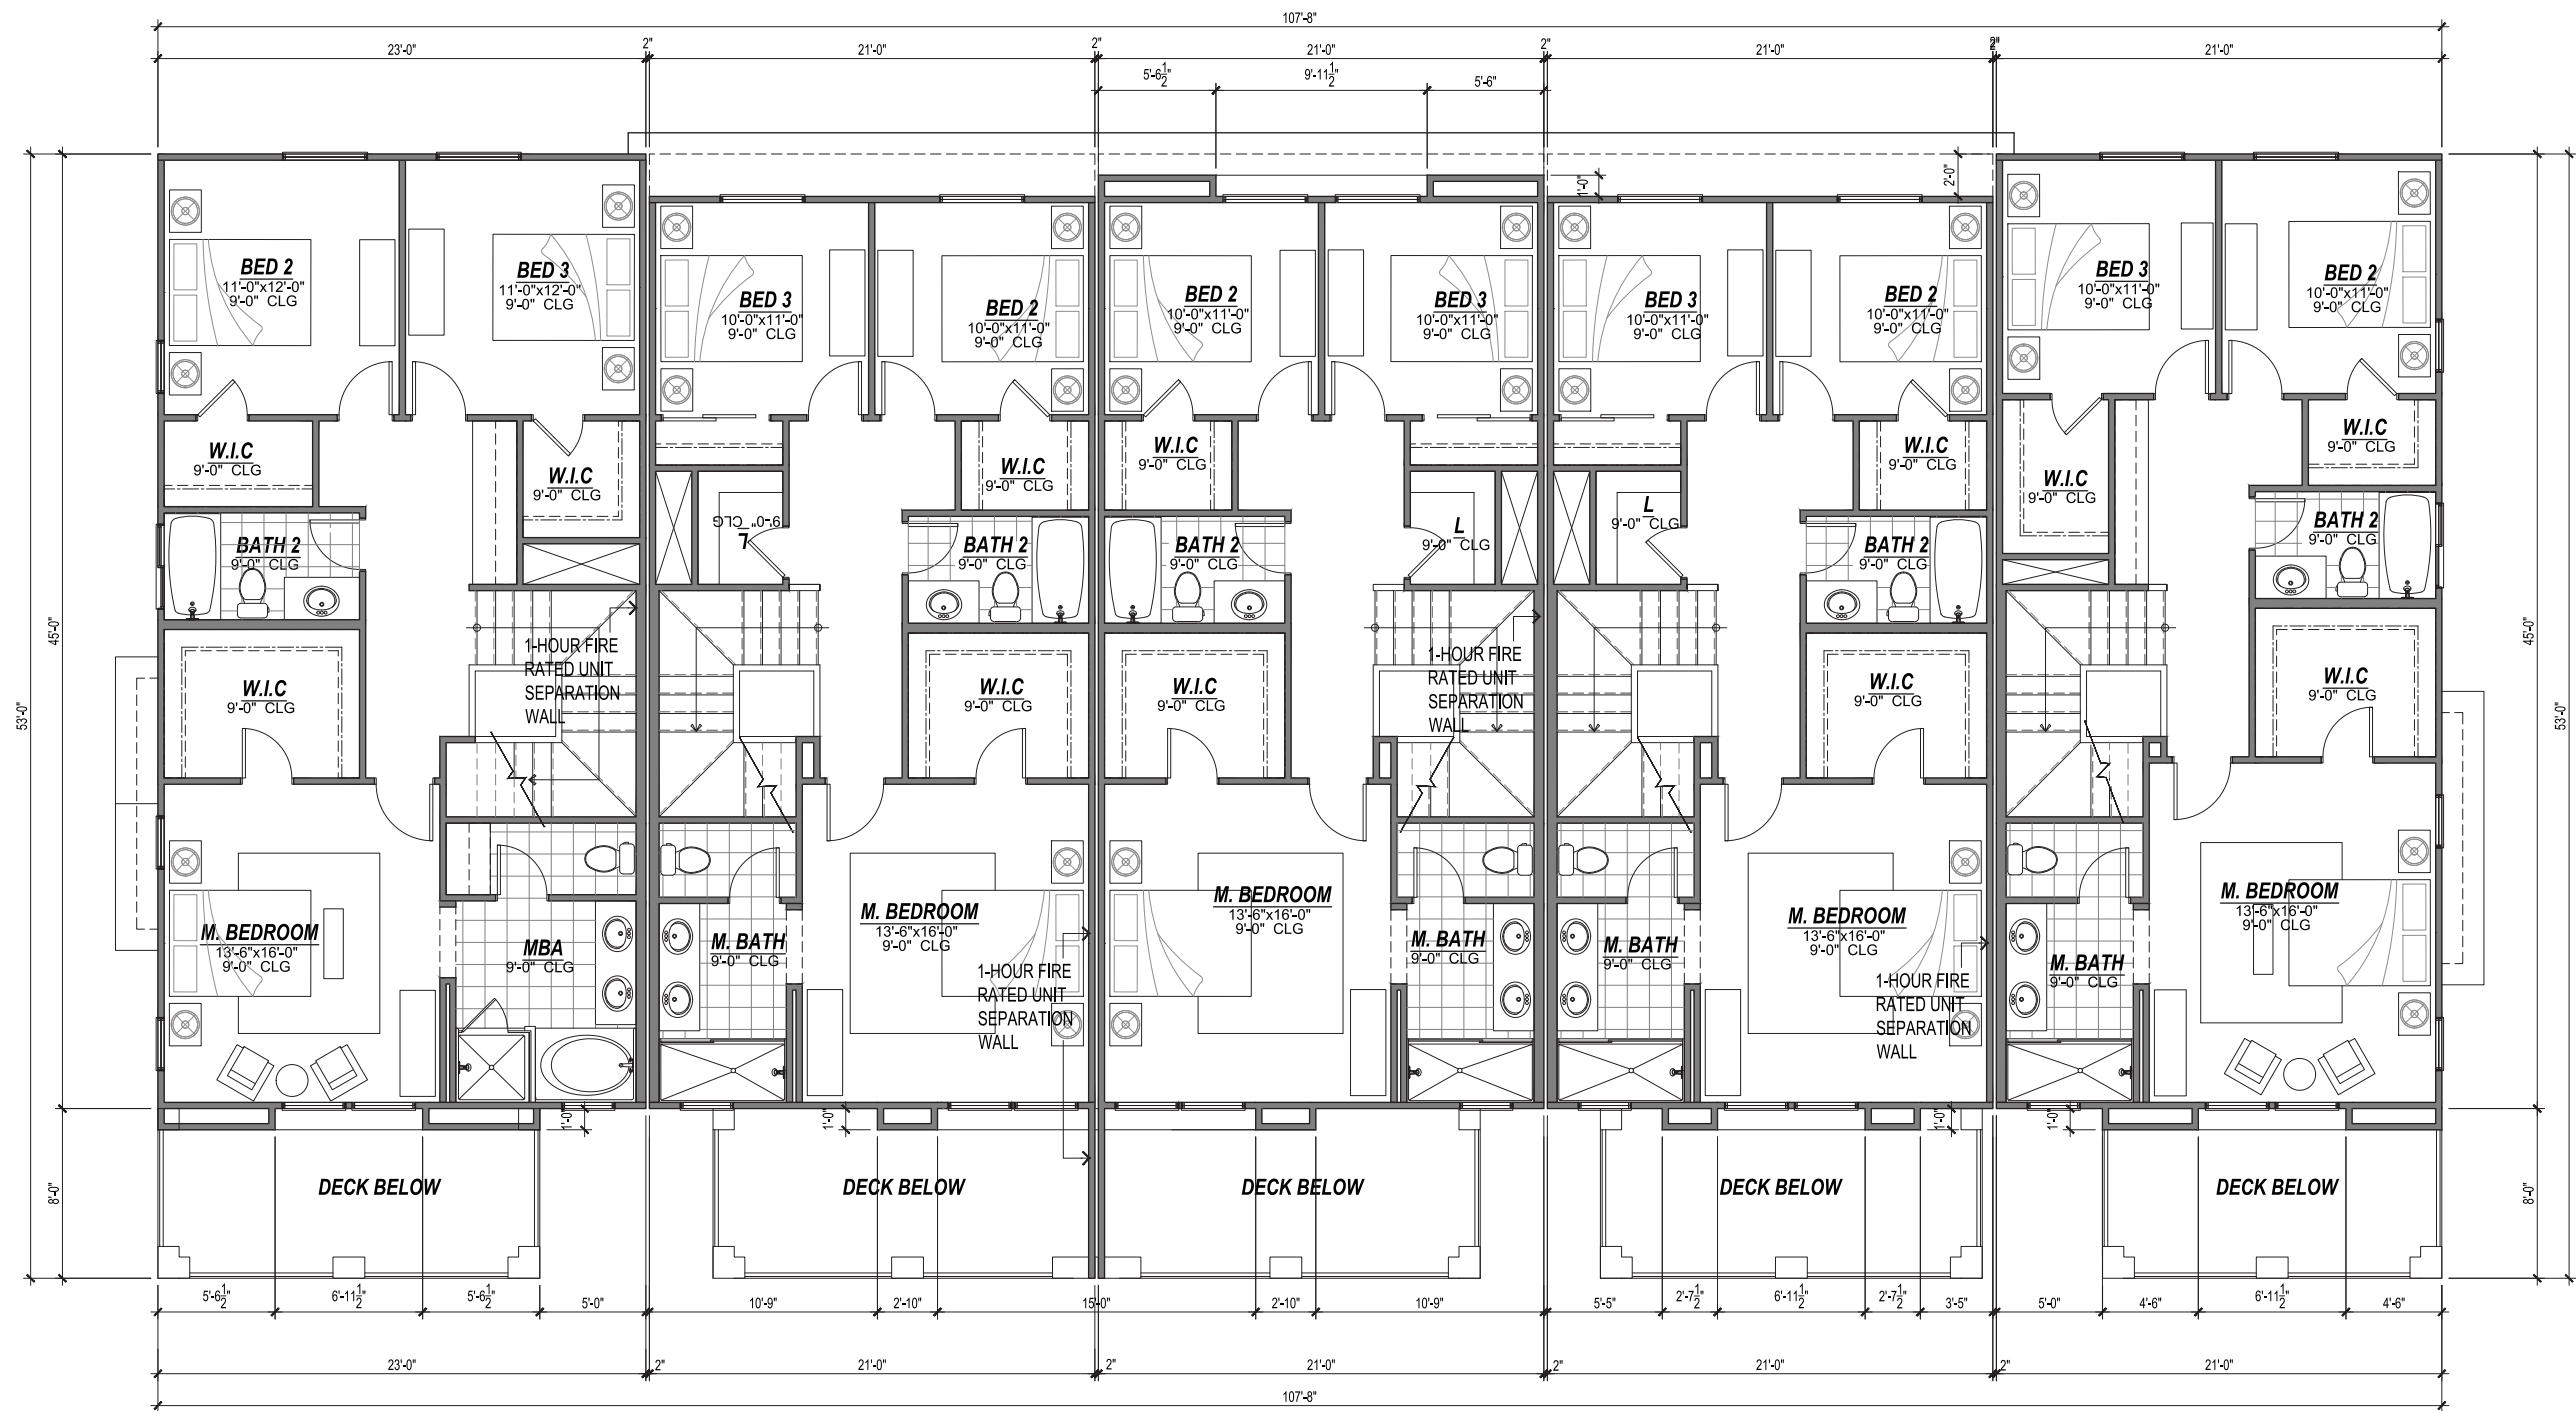 107'-8"
23'-0"
2"
21'-0"
2"
21'-0"
2"
21'-0"
2"
21'-0"
5'-6 1/2"
9'-11 1/2"
5'-6"
1'-0"
2'-0"
BED 2
11'-0"x12'-0"
9'-0" CLG
BED 3
11'-0"x12'-0"
9'-0" CLG
BED 3
10'-0"x11'-0"
9'-0" CLG
BED 2
10'-0"x11'-0"
9'-0" CLG
BED 2
10'-0"x11'-0"
9'-0" CLG
BED 3
10'-0"x11'-0"
9'-0" CLG
BED 3
10'-0"x11'-0"
9'-0" CLG
BED 2
10'-0"x11'-0"
9'-0" CLG
BED 3
10'-0"x11'-0"
9'-0" CLG
BED 2
10'-0"x11'-0"
9'-0" CLG
W.I.C
9'-0" CLG
W.I.C
9'-0" CLG
W.I.C
9'-0" CLG
W.I.C
9'-0" CLG
W.I.C
9'-0" CLG
W.I.C
9'-0" CLG
W.I.C
9'-0" CLG
L
9'-0" CLG
L
9'-0" CLG
L
9'-0" CLG
BATH 2
9'-0" CLG
BATH 2
9'-0" CLG
BATH 2
9'-0" CLG
BATH 2
9'-0" CLG
BATH 2
9'-0" CLG
53'-0"
45'-0"
45'-0"
53'-0"
1-HOUR FIRE
RATED UNIT
SEPARATION
WALL
1-HOUR FIRE
RATED UNIT
SEPARATION
WALL
W.I.C
9'-0" CLG
W.I.C
9'-0" CLG
W.I.C
9'-0" CLG
W.I.C
9'-0" CLG
W.I.C
9'-0" CLG
M. BEDROOM
13'-6"x16'-0"
9'-0" CLG
MBA
9'-0" CLG
M. BATH
9'-0" CLG
M. BEDROOM
13'-6"x16'-0"
9'-0" CLG
M. BEDROOM
13'-6"x16'-0"
9'-0" CLG
M. BATH
9'-0" CLG
M. BATH
9'-0" CLG
M. BEDROOM
13'-6"x16'-0"
9'-0" CLG
M. BATH
9'-0" CLG
M. BEDROOM
13'-6"x16'-0"
9'-0" CLG
1-HOUR FIRE
RATED UNIT
SEPARATION
WALL
1-HOUR FIRE
RATED UNIT
SEPARATION
WALL
1'-0"
1'-0"
1'-0"
1'-0"
8'-0"
DECK BELOW
DECK BELOW
DECK BELOW
DECK BELOW
DECK BELOW
8'-0"
5'-6 1/2"
6'-11 1/2"
5'-6 1/2"
5'-0"
10'-9"
2'-10"
15'-0"
2'-10"
10'-9"
5'-5"
2'-7 1/2"
6'-11 1/2"
2'-7 1/2"
3'-5"
5'-0"
4'-6"
6'-11 1/2"
4'-6"
23'-0"
2"
21'-0"
2"
21'-0"
2"
21'-0"
2"
21'-0"
107'-8"